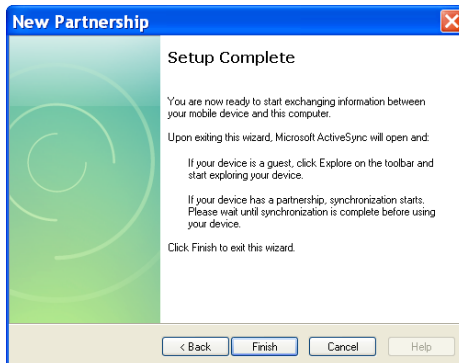 New Partnership
Setup Complete
You are now ready to start exchanging information between
your mobile device and this computer.
Upon exiting this wizard, Microsoft ActiveSync will open and:
If your device is a guest, click Explore on the toolbar and
start exploring your device.
If your device has a partnership, synchronization starts.
Please wait until synchronization is complete before using
your device.
Click Finish to exit this wizard.
< Back Finish Cancel Help